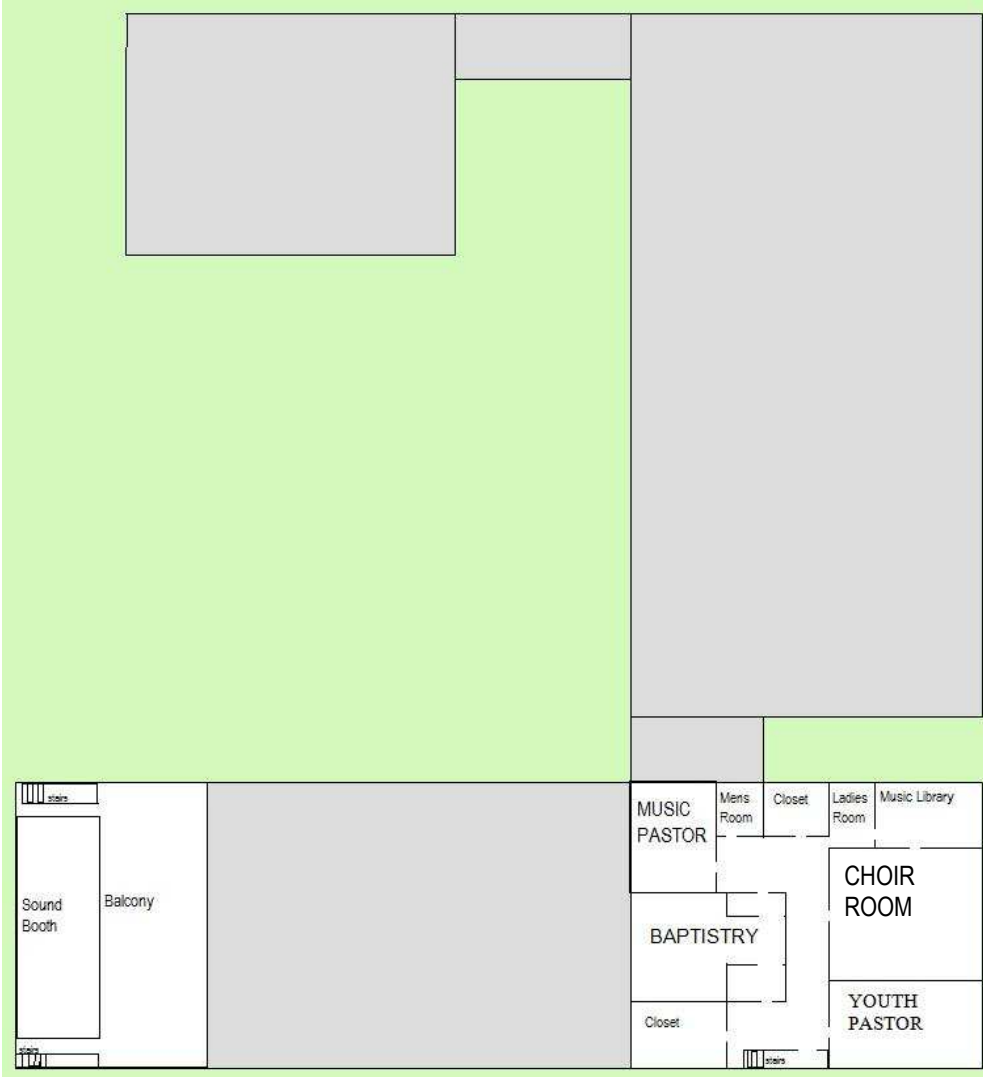 stairs
Sound
Booth
Balcony
stairs
MUSIC
PASTOR
Mens
Room
Closet
Ladies
Room
Music Library
CHOIR
ROOM
BAPTISTRY
YOUTH
PASTOR
Closet
stairs